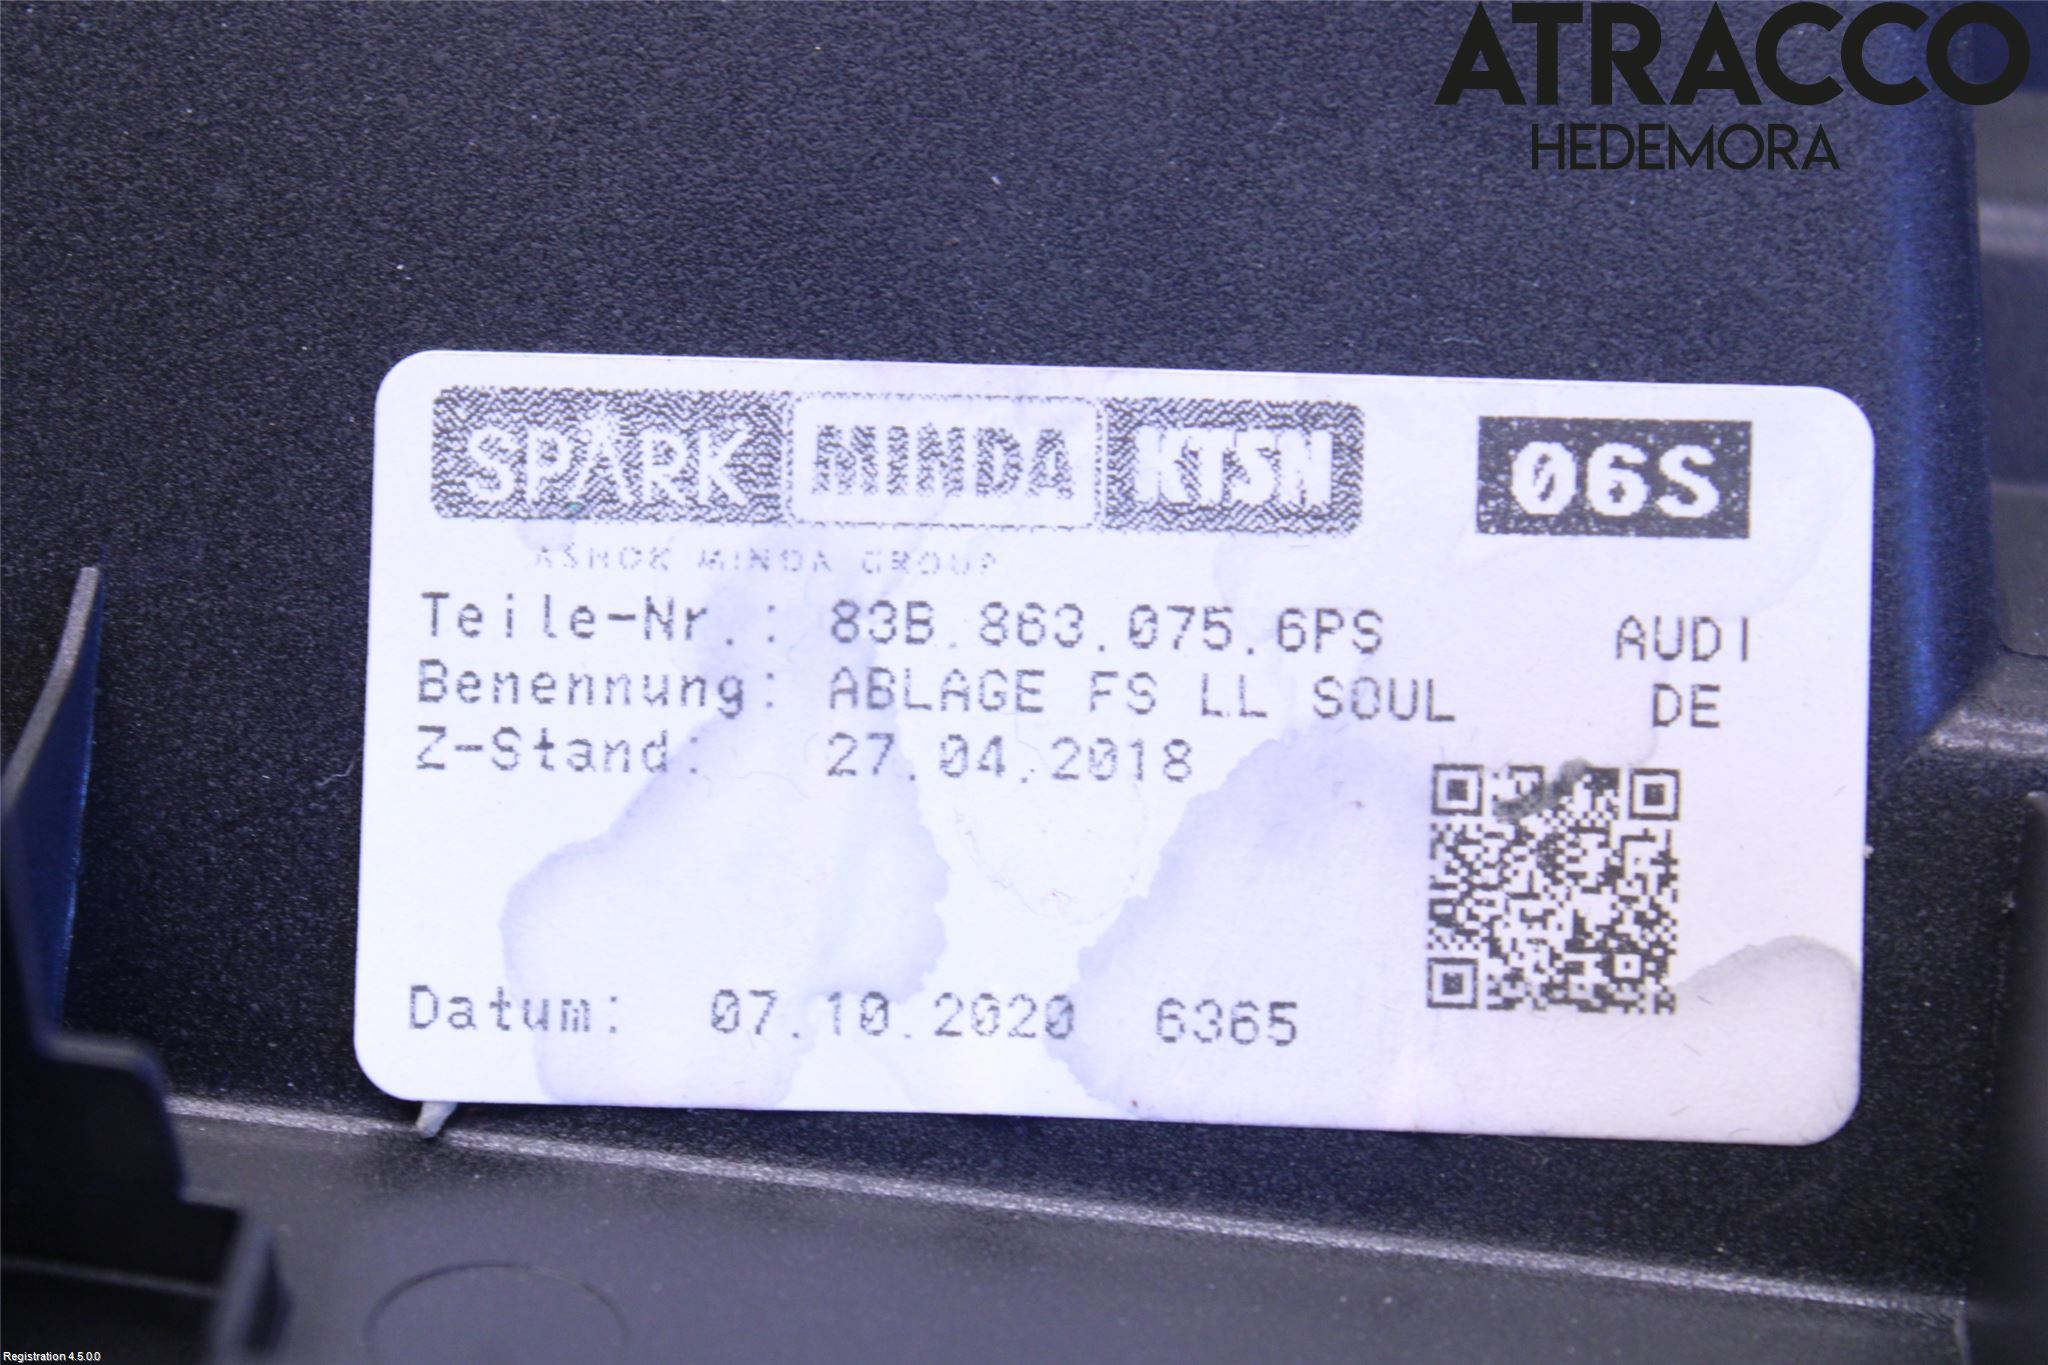 ATRACCO
HEDEMORA
SPARK MINDA KTSN 06S
ASHOK MINDA GROUP
Teile-Nr.: 83B.863.075.6PS AUDI
Benennung: ABLAGE FS LL SOUL DE
Z-Stand: 27.04.2018
Datum: 07.10.2020 6365
Registration 4.5.0.0